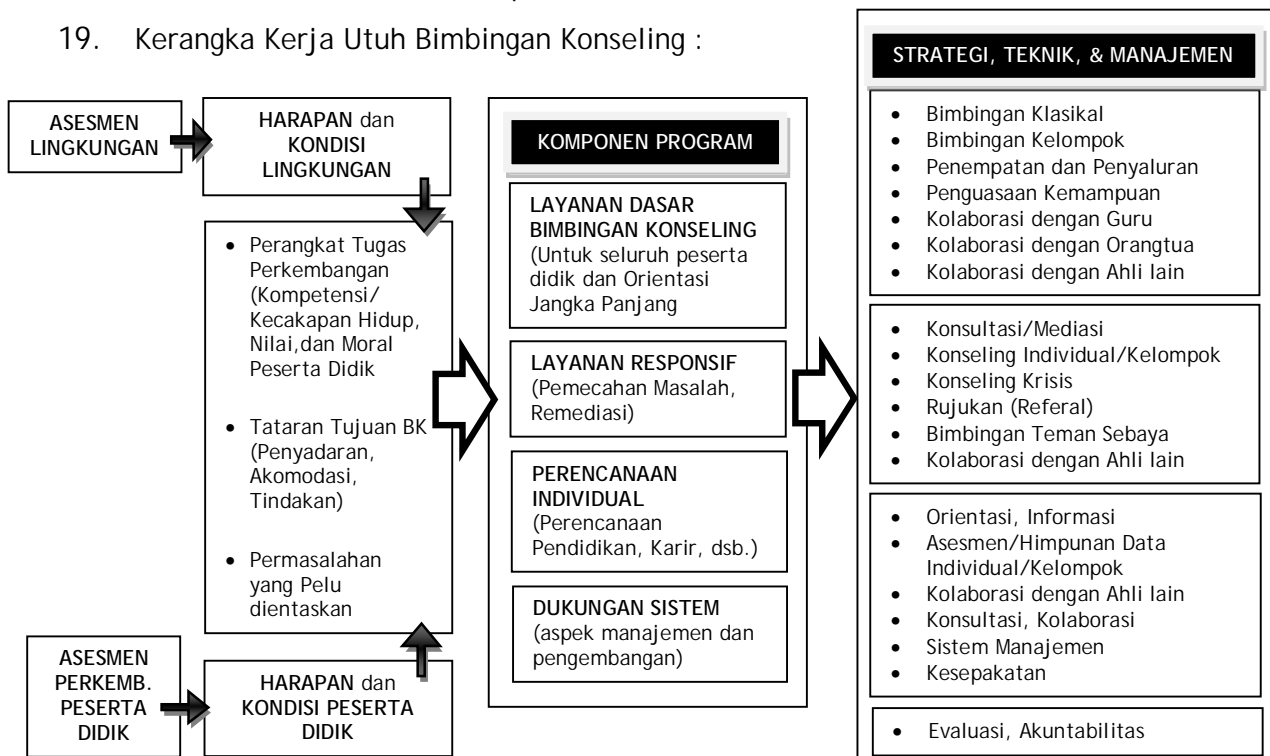 19. Kerangka Kerja Utuh Bimbingan Konseling :
ASESMEN
LINGKUNGAN
HARAPAN dan
KONDISI
LINGKUNGAN
• Perangkat Tugas
Perkembangan
(Kompetensi/
Kecakapan Hidup,
Nilai,dan Moral
Peserta Didik
• Tataran Tujuan BK
(Penyadaran,
Akomodasi,
Tindakan)
• Permasalahan
yang Pelu
dientaskan
ASESMEN
PERKEMB.
PESERTA
DIDIK
HARAPAN dan
KONDISI PESERTA
DIDIK
KOMPONEN PROGRAM
LAYANAN DASAR
BIMBINGAN KONSELING
(Untuk seluruh peserta
didik dan Orientasi
Jangka Panjang
LAYANAN RESPONSIF
(Pemecahan Masalah,
Remediasi)
PERENCANAAN
INDIVIDUAL
(Perencanaan
Pendidikan, Karir, dsb.)
DUKUNGAN SISTEM
(aspek manajemen dan
pengembangan)
STRATEGI, TEKNIK, & MANAJEMEN
• Bimbingan Klasikal
• Bimbingan Kelompok
• Penempatan dan Penyaluran
• Penguasaan Kemampuan
• Kolaborasi dengan Guru
• Kolaborasi dengan Orangtua
• Kolaborasi dengan Ahli lain
• Konsultasi/Mediasi
• Konseling Individual/Kelompok
• Konseling Krisis
• Rujukan (Referal)
• Bimbingan Teman Sebaya
• Kolaborasi dengan Ahli lain
• Orientasi, Informasi
• Asesmen/Himpunan Data
Individual/Kelompok
• Kolaborasi dengan Ahli lain
• Konsultasi, Kolaborasi
• Sistem Manajemen
• Kesepakatan
• Evaluasi, Akuntabilitas